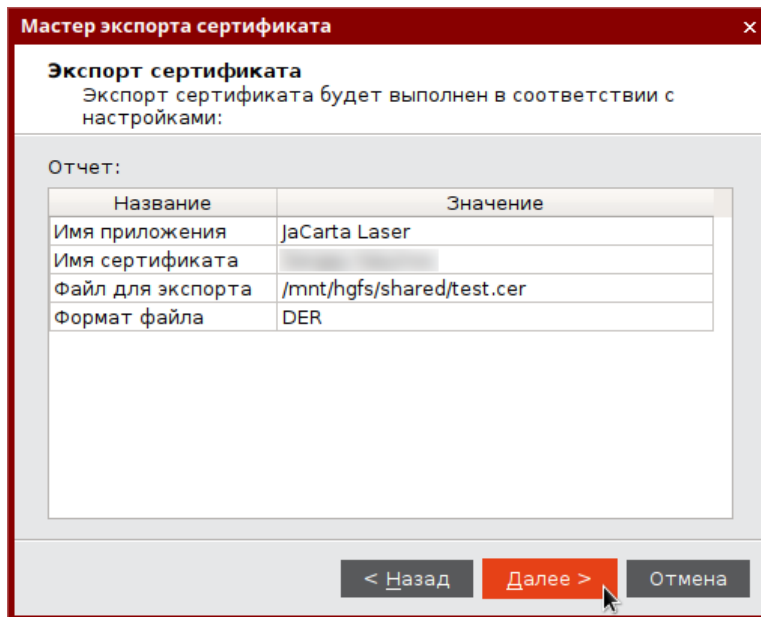 Мастер экспорта сертификата
Экспорт сертификата
Экспорт сертификата будет выполнен в соответствии с
настройками:
Отчет:
Название Значение
Имя приложения JaCarta Laser
Имя сертификата
Файл для экспорта /mnt/hgfs/shared/test.cer
Формат файла DER
< Назад Далее > Отмена